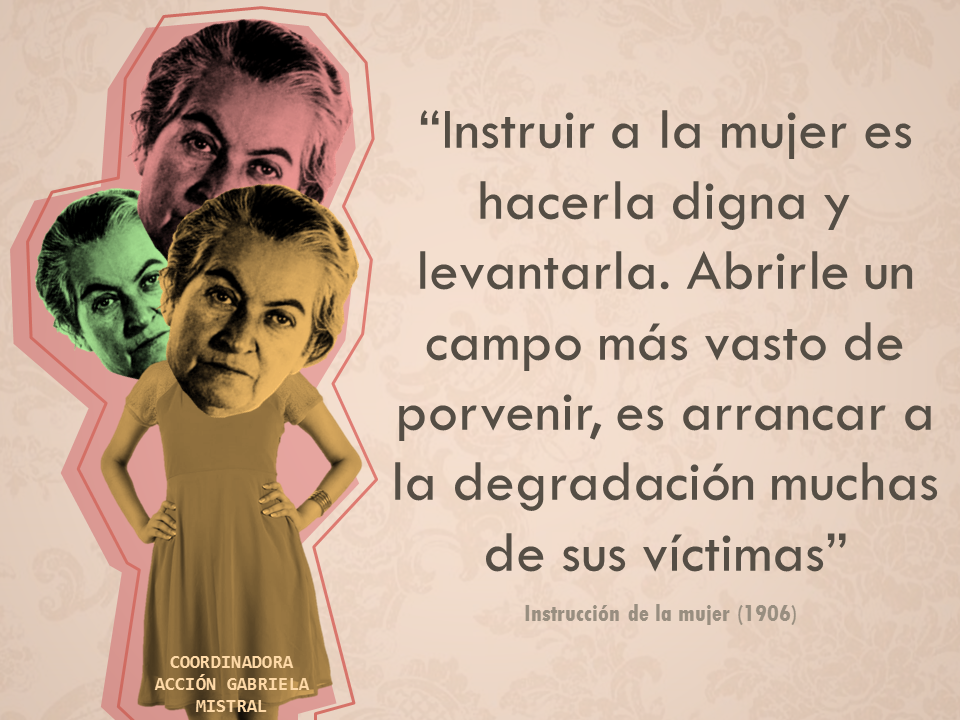 “Instruir a la mujer es
hacerla digna y
levantarla. Abrirle un
campo más vasto de
porvenir, es arrancar a
la degradación muchas
de sus víctimas”
Instrucción de la mujer (1906)
COORDINADORA
ACCIÓN GABRIELA
MISTRAL